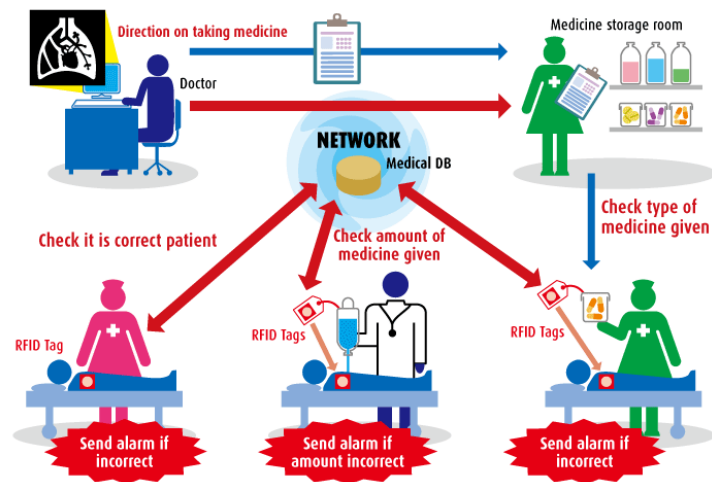 Direction on taking medicine
Medicine storage room
Doctor
NETWORK
Medical DB
Check type of
medicine given
Check it is correct patient
Check amount of
medicine given
RFID Tag
RFID Tags
RFID Tags
Send alarm if
incorrect
Send alarm if
amount incorrect
Send alarm if
incorrect